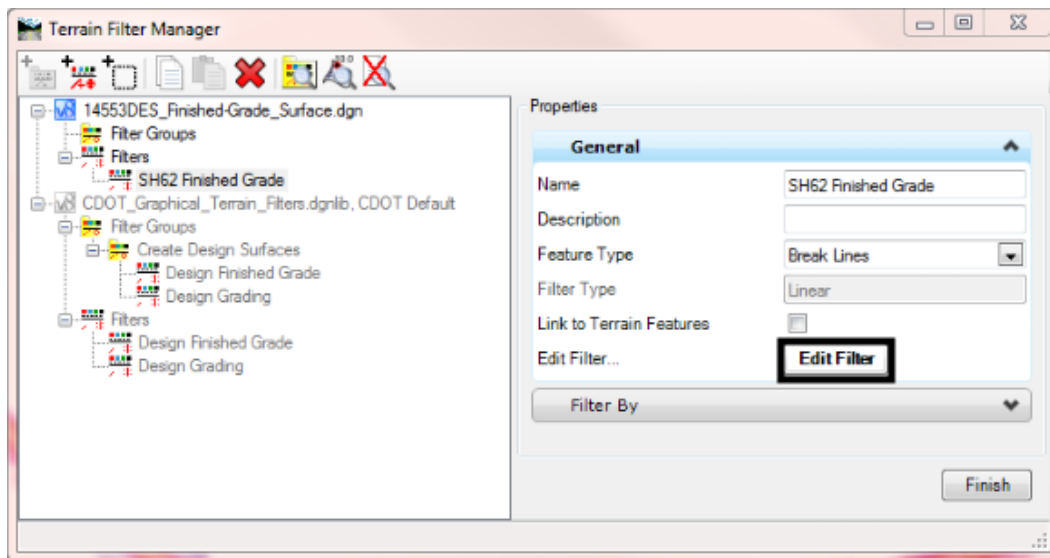 Terrain Filter Manager
14553DES_Finished-Grade_Surface.dgn
Filter Groups
Filters
SH62 Finished Grade
CDOT_Graphical_Terrain_Filters.dgnlib, CDOT Default
Filter Groups
Create Design Surfaces
Design Finished Grade
Design Grading
Filters
Design Finished Grade
Design Grading
Properties
General
Name SH62 Finished Grade
Description
Feature Type Break Lines
Filter Type Linear
Link to Terrain Features
Edit Filter... Edit Filter
Filter By
Finish